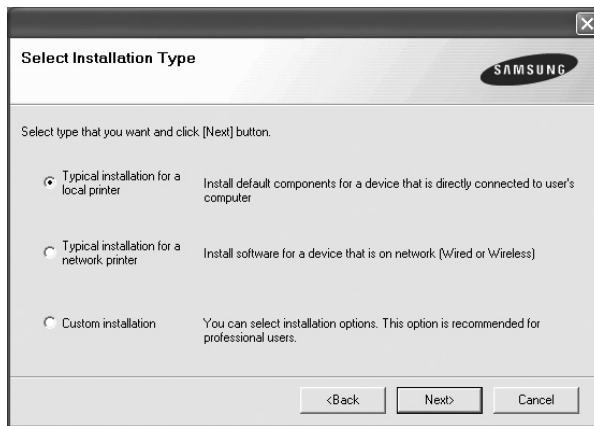 Select Installation Type
SAMSUNG
Select type that you want and click [Next] button.
Typical installation for a
local printer
Install default components for a device that is directly connected to user's
computer
Typical installation for a
network printer
Install software for a device that is on network (Wired or Wireless)
Custom installation
You can select installation options. This option is recommended for
professional users.
<Back
Next>
Cancel